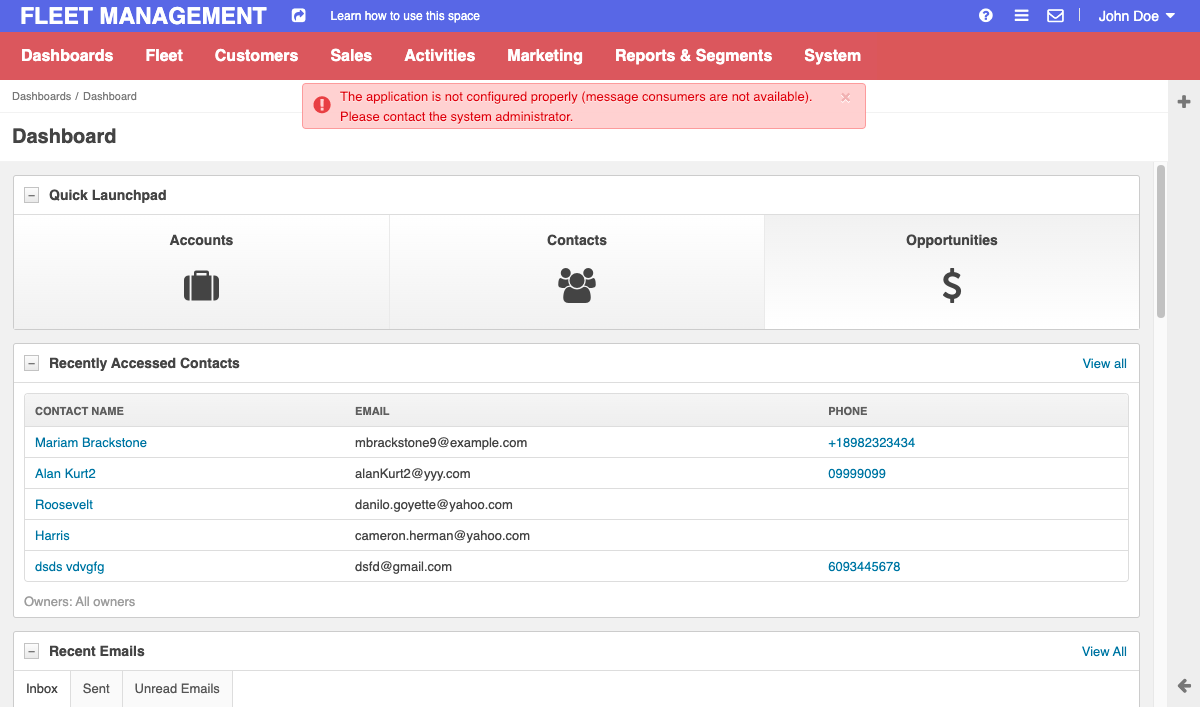 FLEET MANAGEMENT Learn how to use this space John Doe
Dashboards Fleet Customers Sales Activities Marketing Reports & Segments System
Dashboards / Dashboard
The application is not configured properly (message consumers are not available). ×
Please contact the system administrator.
Dashboard
Quick Launchpad
Accounts Contacts Opportunities
Recently Accessed Contacts View all
CONTACT NAME EMAIL PHONE
Mariam Brackstone mbrackstone9@example.com +18982323434
Alan Kurt2 alanKurt2@yyy.com 09999099
Roosevelt danilo.goyette@yahoo.com
Harris cameron.herman@yahoo.com
dsds vdvgfg dsfd@gmail.com 6093445678
Owners: All owners
Recent Emails View All
Inbox Sent Unread Emails